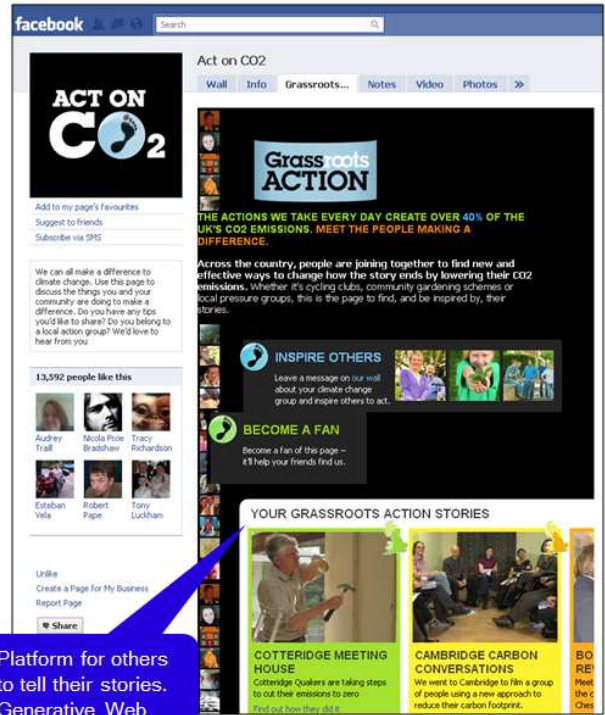 facebook
Search
Act on CO2
Wall Info Grassroots... Notes Video Photos »
ACT ON
CO2
Add to my page's favourites
Suggest to friends
Subscribe via SMS
We can all make a difference to
climate change. Use this page to
discuss the things you and your
community are doing to make a
difference. Do you have any tips
you'd like to share? Do you belong to
a local action group? We'd love to
hear from you
13,592 people like this
Audrey
Traill
Nicola Pixie
Bradshaw
Tracy
Richardson
Esteban
Vela
Robert
Pape
Tony
Luckham
Unlike
Create a Page for My Business
Report Page
Share
Platform for others
to tell their stories.
Generative Web
Grassroots
ACTION
THE ACTIONS WE TAKE EVERY DAY CREATE OVER 40% OF THE
UK'S CO2 EMISSIONS. MEET THE PEOPLE MAKING A
DIFFERENCE.
Across the country, people are joining together to find new and
effective ways to change how the story ends by lowering their CO2
emissions. Whether it's cycling clubs, community gardening schemes or
local pressure groups, this is the page to find, and be inspired by, their
stories.
INSPIRE OTHERS
Leave a message on our wall
about your climate change
group and inspire others to act.
BECOME A FAN
Become a fan of this page –
it'll help your friends find us.
YOUR GRASSROOTS ACTION STORIES
COTTERIDGE MEETING
HOUSE
Cotteridge Quakers are taking steps
to cut their emissions to zero
Find out how they did it
CAMBRIDGE CARBON
CONVERSATIONS
We went to Cambridge to film a group
of people using a new approach to
reduce their carbon footprint.
BO
REV
Meet
the c
Ches